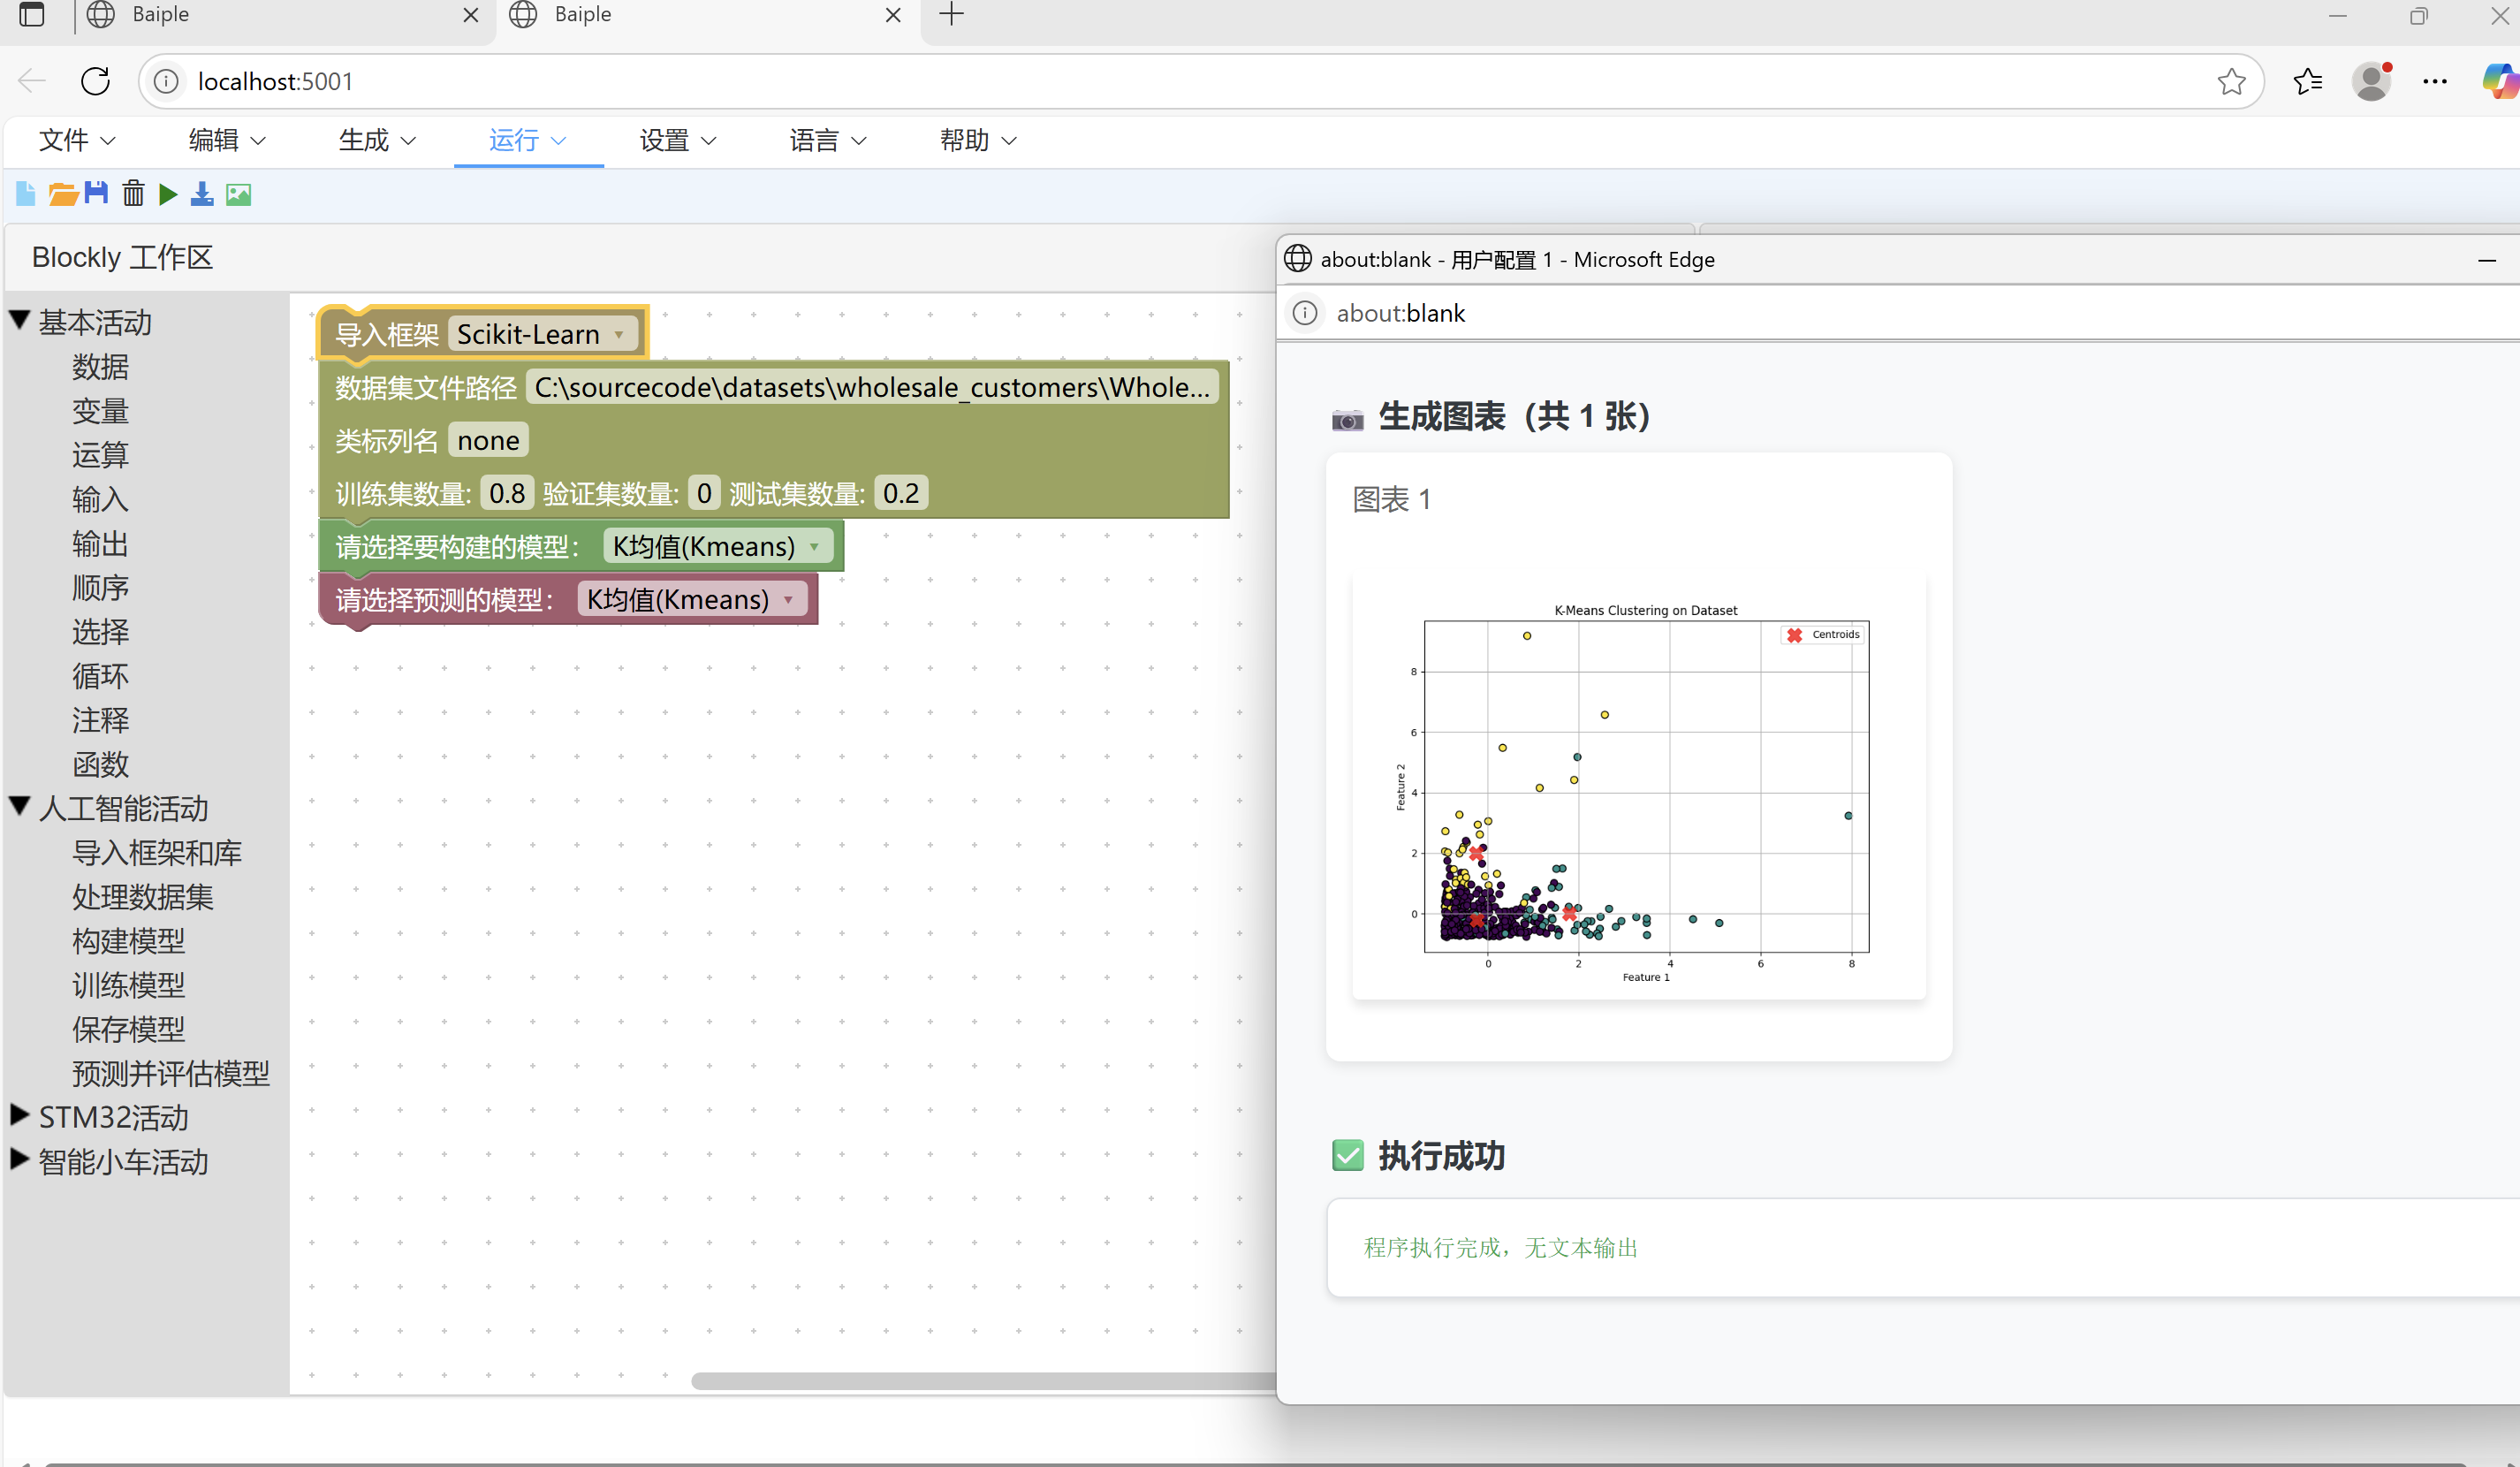 Baiple
Baiple
localhost:5001
文件
编辑
生成
运行
设置
语言
帮助
Blockly 工作区
基本活动
数据
变量
运算
输入
输出
顺序
选择
循环
注释
函数
人工智能活动
导入框架和库
处理数据集
构建模型
训练模型
保存模型
预测并评估模型
STM32活动
智能小车活动
导入框架 Scikit-Learn
数据集文件路径 C:\sourcecode\datasets\wholesale_customers\Whole...
类标列名 none
训练集数量: 0.8 验证集数量: 0 测试集数量: 0.2
请选择要构建的模型： K均值(Kmeans)
请选择预测的模型： K均值(Kmeans)
about:blank - 用户配置 1 - Microsoft Edge
about:blank
生成图表（共 1 张）
图表 1
K-Means Clustering on Dataset
Centroids
8
6
4
2
0
Feature 2
0 2 4 6 8
Feature 1
执行成功
程序执行完成，无文本输出